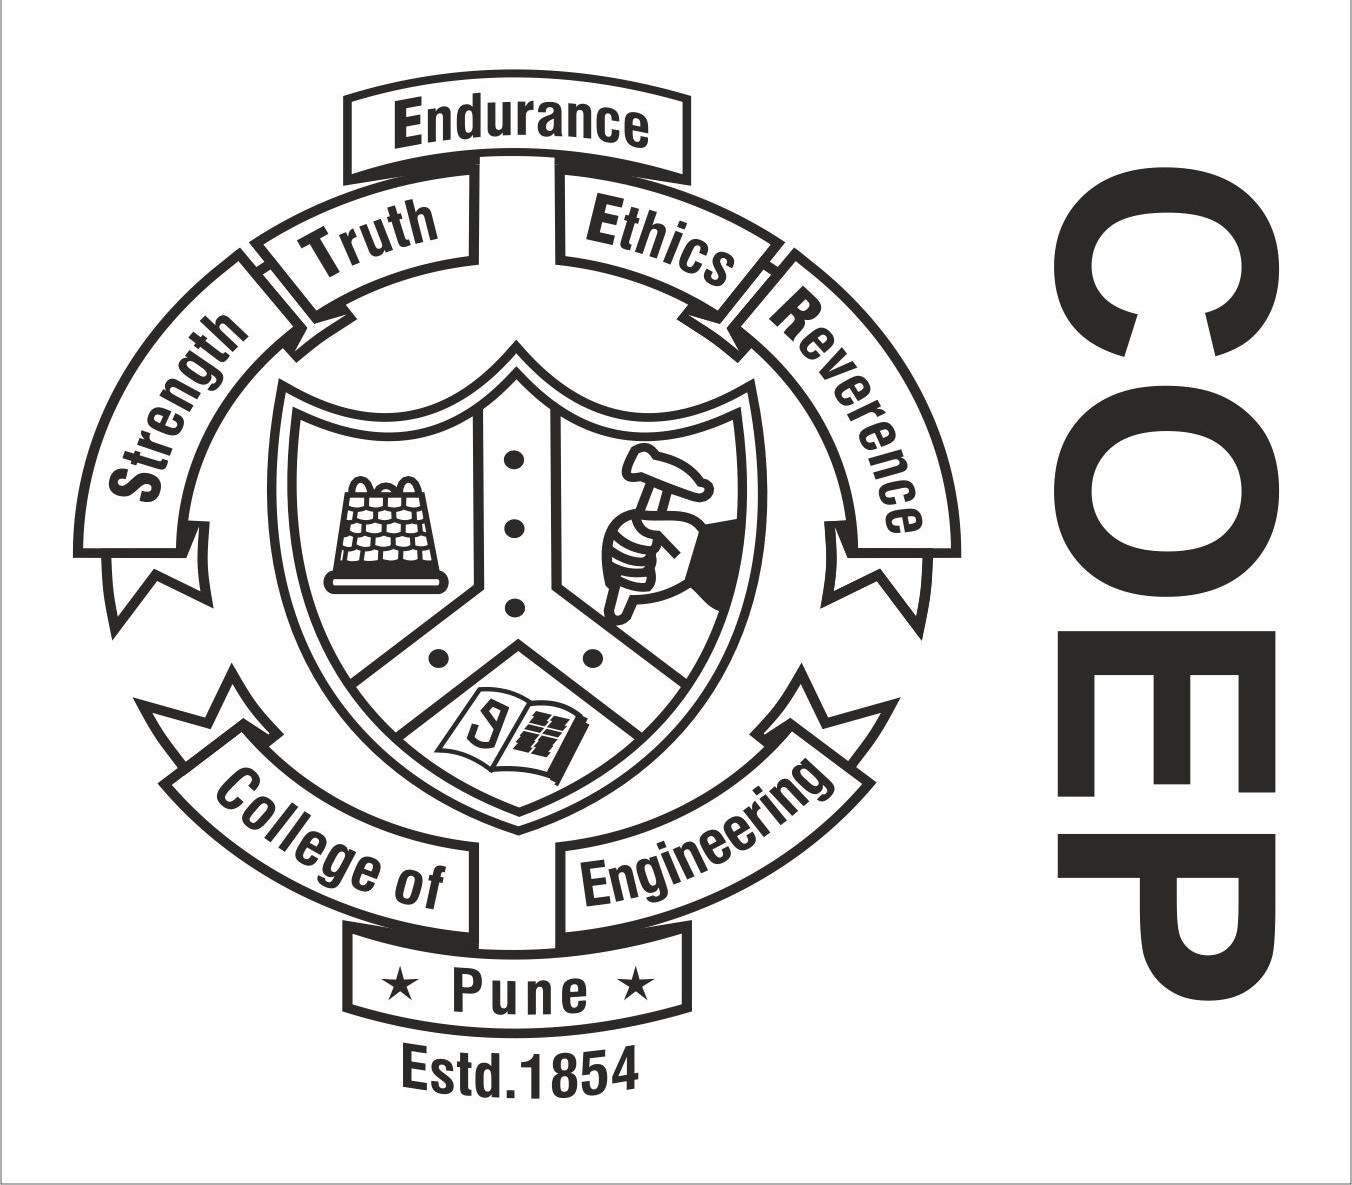 Endurance
Truth
Ethics
Strength
Reverence
College of
Engineering
★ Pune ★
Estd.1854
COEP